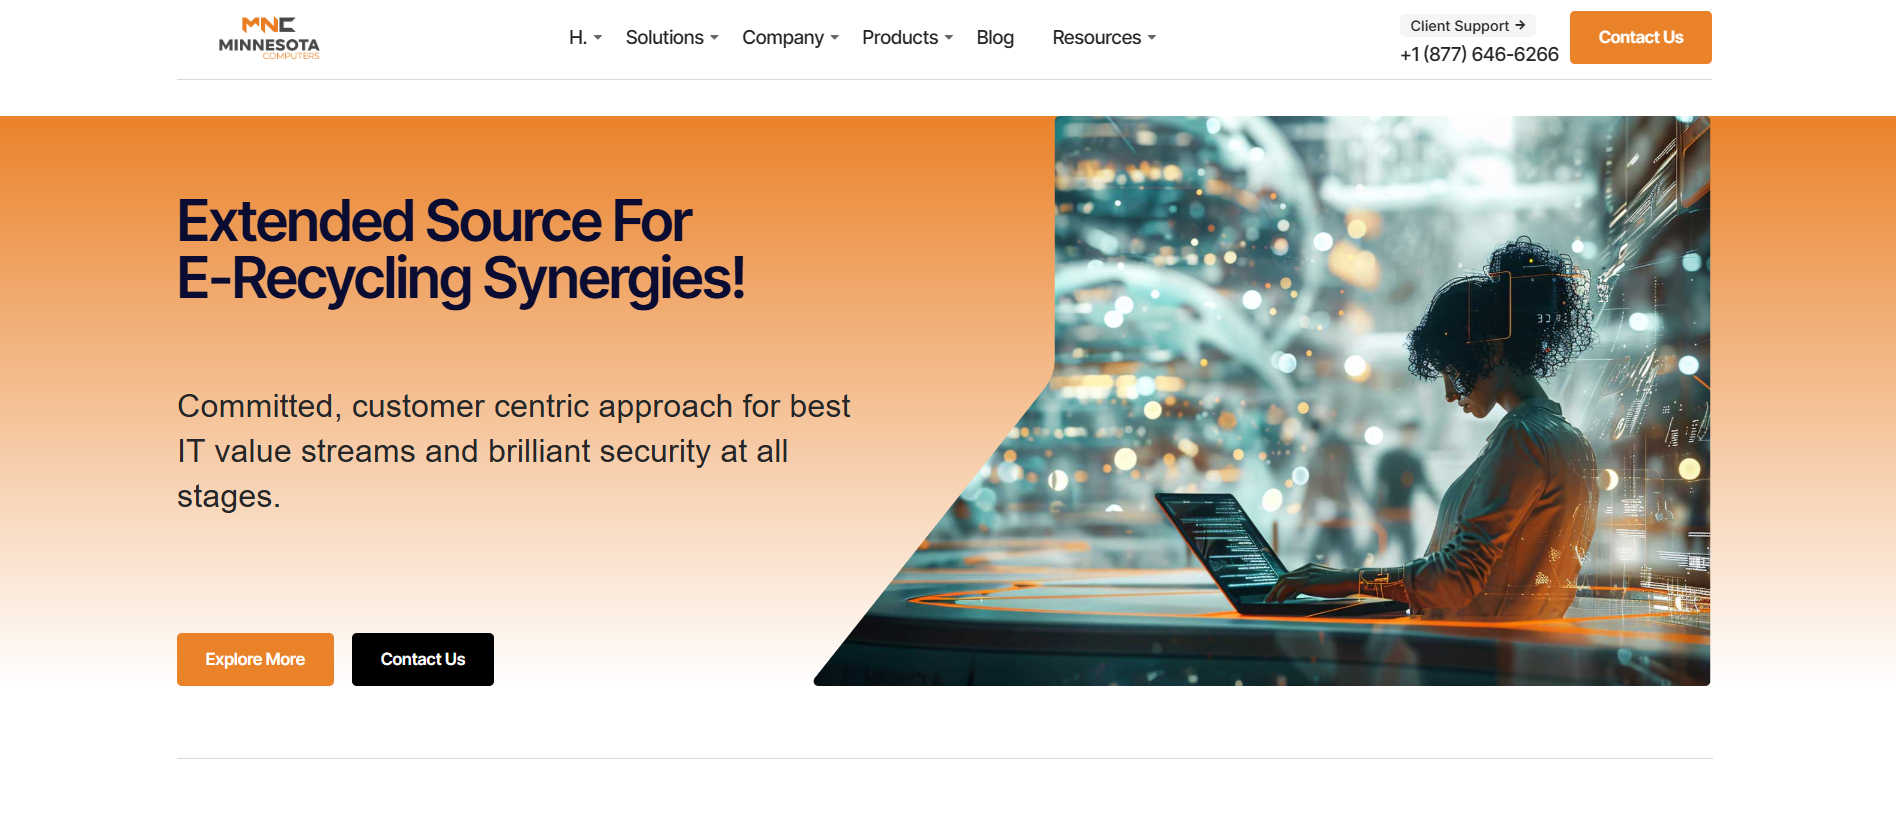 MNC
MINNESOTA
COMPUTERS
H.
Solutions
Company
Products
Blog
Resources
Client Support →
+1 (877) 646-6266
Contact Us
Extended Source For
E-Recycling Synergies!
Committed, customer centric approach for best
IT value streams and brilliant security at all
stages.
Explore More
Contact Us